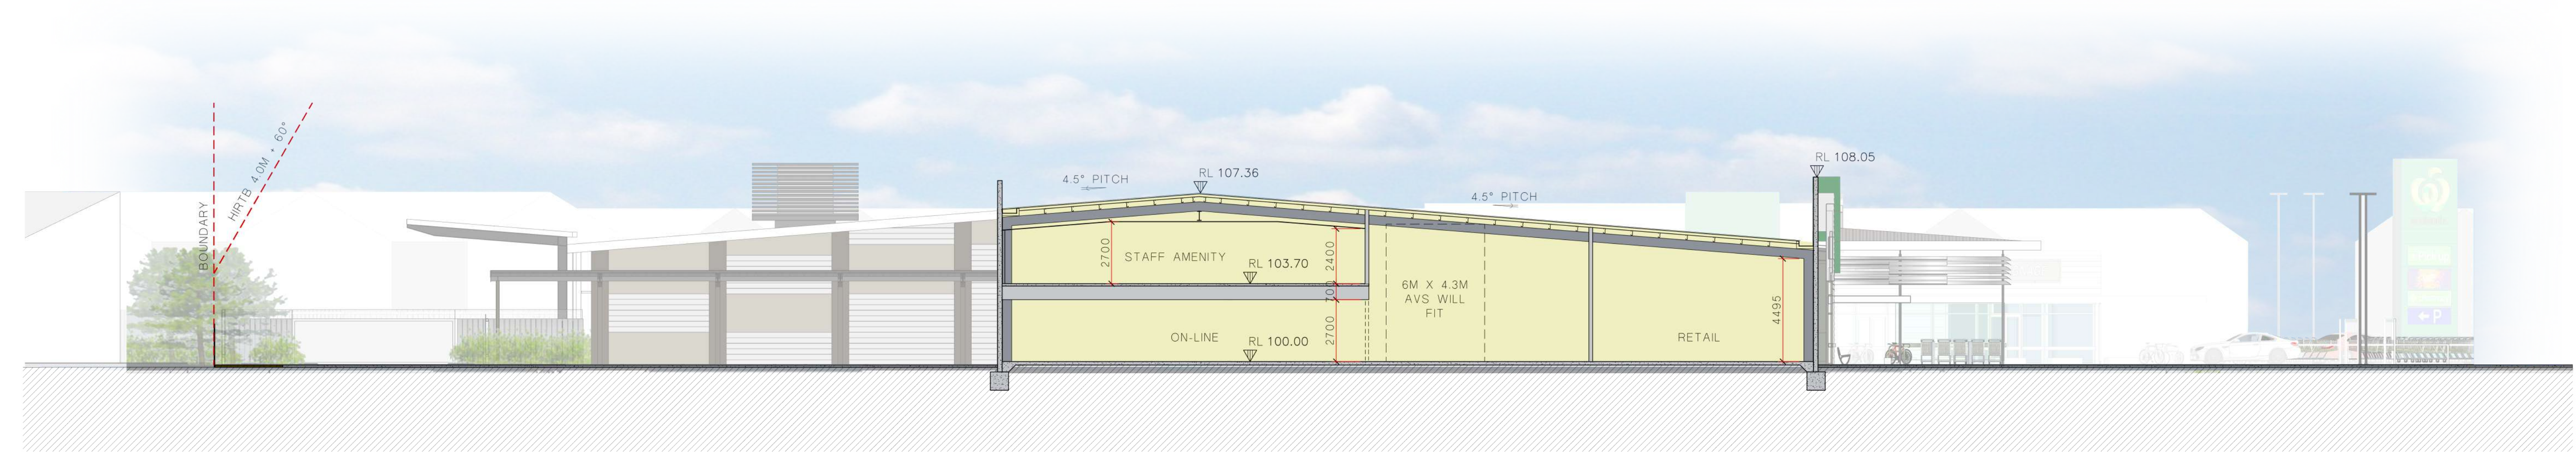 BOUNDARY
HIRTB 4.0M + 60°
4.5° PITCH
RL 107.36
4.5° PITCH
RL 108.05
2700
STAFF AMENITY
RL 103.70
2400
700
2700
6M X 4.3M
AVS WILL
FIT
ON-LINE
RL 100.00
RETAIL
4495
←P